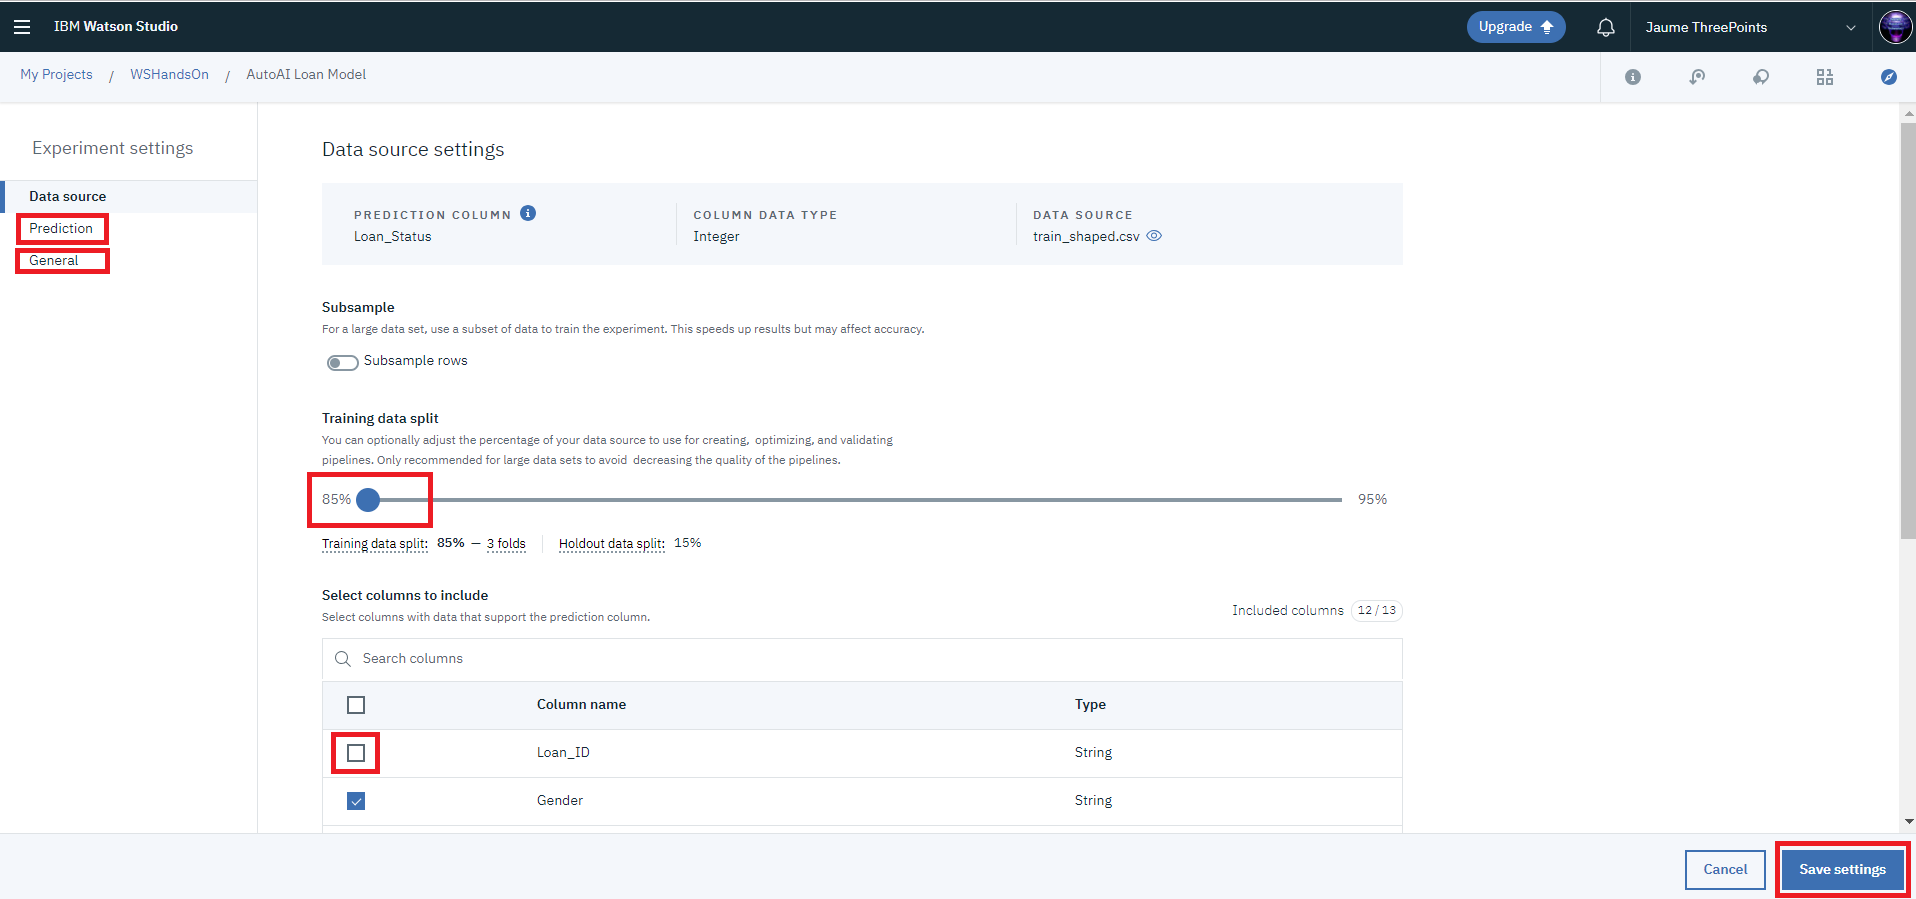 IBM Watson Studio
Upgrade
Jaume ThreePoints
My Projects / WSHandsOn / AutoAI Loan Model
Experiment settings
Data source
Prediction
General
Data source settings
PREDICTION COLUMN
Loan_Status
COLUMN DATA TYPE
Integer
DATA SOURCE
train_shaped.csv
Subsample
For a large data set, use a subset of data to train the experiment. This speeds up results but may affect accuracy.
Subsample rows
Training data split
You can optionally adjust the percentage of your data source to use for creating, optimizing, and validating
pipelines. Only recommended for large data sets to avoid decreasing the quality of the pipelines.
85% 95%
Training data split: 85% — 3 folds Holdout data split: 15%
Select columns to include
Select columns with data that support the prediction column.
Included columns 12 / 13
Search columns
Column name Type
Loan_ID String
Gender String
Cancel Save settings